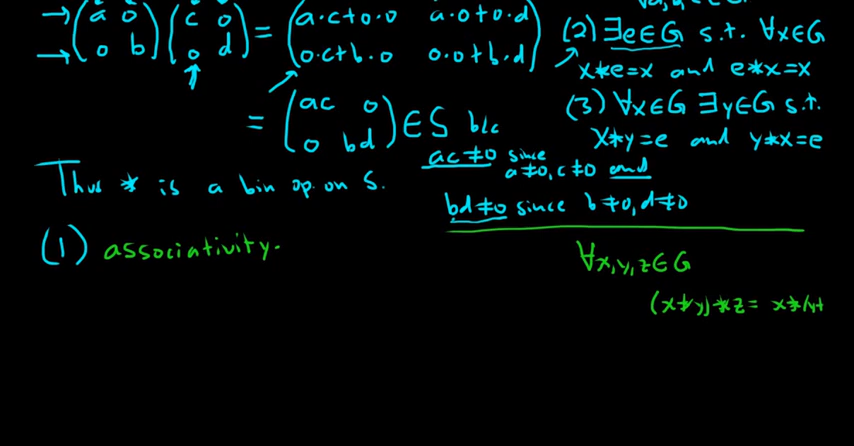 → (a 0) (c 0) = (a·c+0·0 a·0+0·d)
→ (0 b) (0 d) (0·c+b·0 0·0+b·d)
= (ac 0) ∈ S b/c
(0 bd)
ac≠0 since
a≠0, c≠0 and
bd≠0 since b≠0, d≠0
Thus * is a bin op. on S.
(1) associativity.
(2) ∃e∈G s.t. ∀x∈G
x*e=x and e*x=x
(3) ∀x∈G ∃y∈G s.t.
x*y=e and y*x=e
∀x,y,z∈G
(x*y)*z= x*(y*